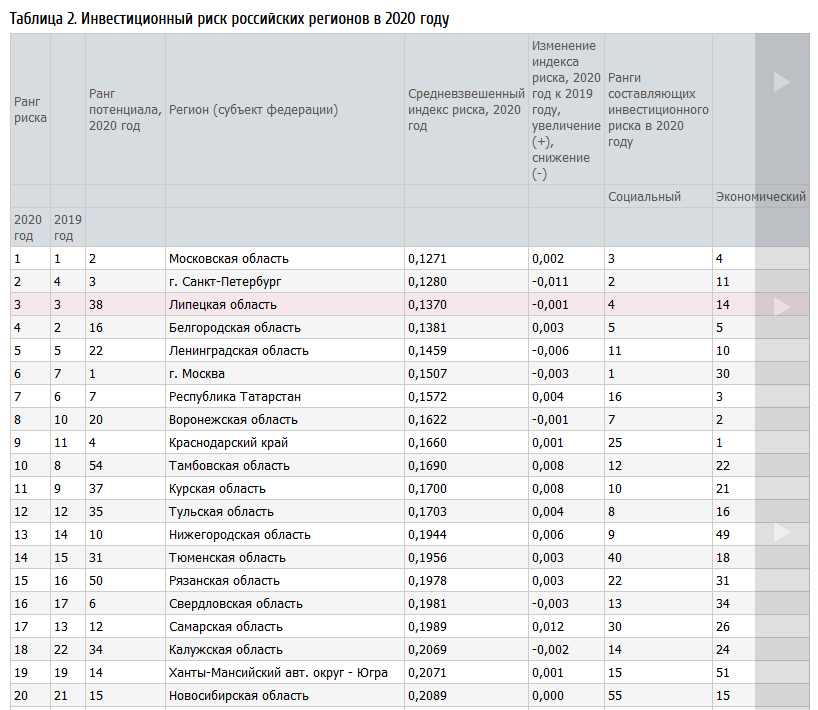 Таблица 2. Инвестиционный риск российских регионов в 2020 году
Ранг риска | Ранг потенциала, 2020 год | Регион (субъект федерации) | Средневзвешенный индекс риска, 2020 год | Изменение индекса риска, 2020 год к 2019 году, увеличение (+), снижение (-) | Ранги составляющих инвестиционного риска в 2020 году
Социальный | Экономический
2020 год | 2019 год
1 | 1 | 2 | Московская область | 0,1271 | 0,002 | 3 | 4
2 | 4 | 3 | г. Санкт-Петербург | 0,1280 | -0,011 | 2 | 11
3 | 3 | 38 | Липецкая область | 0,1370 | -0,001 | 4 | 14
4 | 2 | 16 | Белгородская область | 0,1381 | 0,003 | 5 | 5
5 | 5 | 22 | Ленинградская область | 0,1459 | -0,006 | 11 | 10
6 | 7 | 1 | г. Москва | 0,1507 | -0,003 | 1 | 30
7 | 6 | 7 | Республика Татарстан | 0,1572 | 0,004 | 16 | 3
8 | 10 | 20 | Воронежская область | 0,1622 | -0,001 | 7 | 2
9 | 11 | 4 | Краснодарский край | 0,1660 | 0,001 | 25 | 1
10 | 8 | 54 | Тамбовская область | 0,1690 | 0,008 | 12 | 22
11 | 9 | 37 | Курская область | 0,1700 | 0,008 | 10 | 21
12 | 12 | 35 | Тульская область | 0,1703 | 0,004 | 8 | 16
13 | 14 | 10 | Нижегородская область | 0,1944 | 0,006 | 9 | 49
14 | 15 | 31 | Тюменская область | 0,1956 | 0,003 | 40 | 18
15 | 16 | 50 | Рязанская область | 0,1978 | 0,003 | 22 | 31
16 | 17 | 6 | Свердловская область | 0,1981 | -0,003 | 13 | 34
17 | 13 | 12 | Самарская область | 0,1989 | 0,012 | 30 | 26
18 | 22 | 34 | Калужская область | 0,2069 | -0,002 | 14 | 24
19 | 19 | 14 | Ханты-Мансийский авт. округ - Югра | 0,2071 | 0,001 | 15 | 51
20 | 21 | 15 | Новосибирская область | 0,2089 | 0,000 | 55 | 15